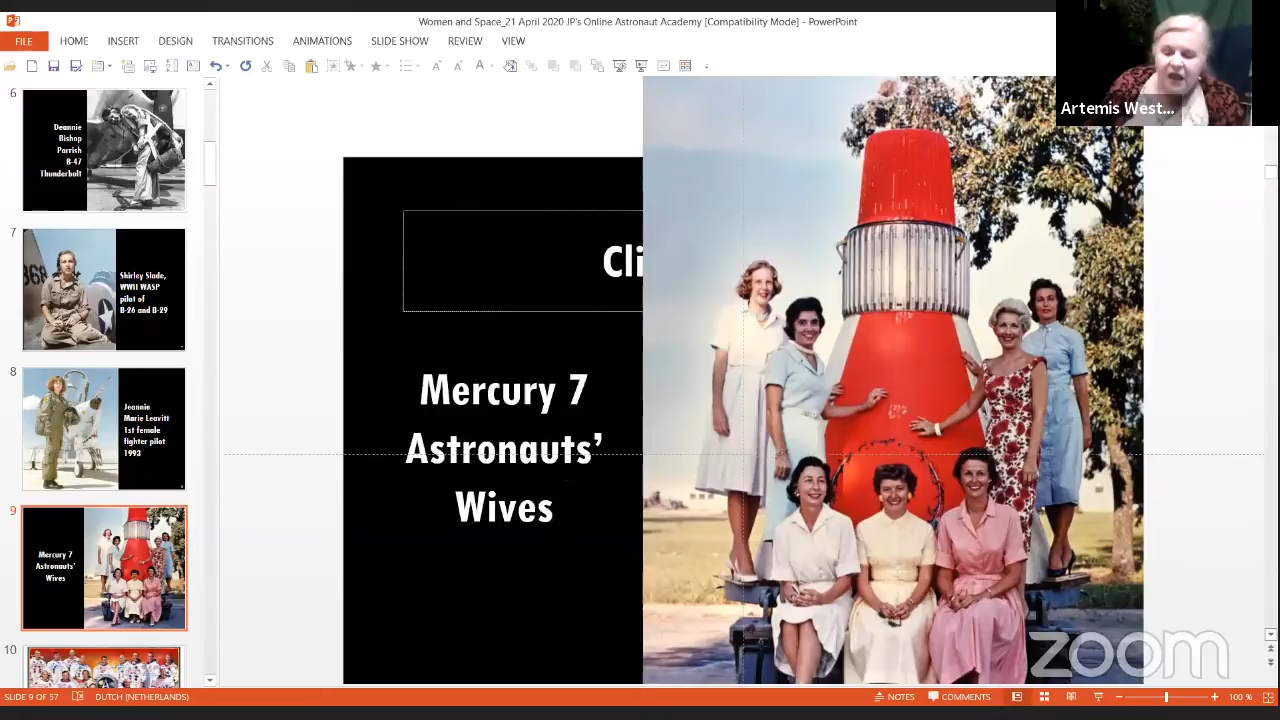 Women and Space_21 April 2020 JP's Online Astronaut Academy [Compatibility Mode] - PowerPoint
FILE HOME INSERT DESIGN TRANSITIONS ANIMATIONS SLIDE SHOW REVIEW VIEW
Artemis West...
6
Deannie
Bishop
Parrish
B-47
Thunderbolt
7
Shirley Slade,
WWII WASP
pilot of
B-26 and B-29
8
Jeannie
Marie Leavitt
1st female
fighter pilot
1993
9
Mercury 7
Astronauts'
Wives
10
Cli
Mercury 7
Astronauts'
Wives
zoom
SLIDE 9 OF 57 DUTCH (NETHERLANDS) NOTES COMMENTS 100 %